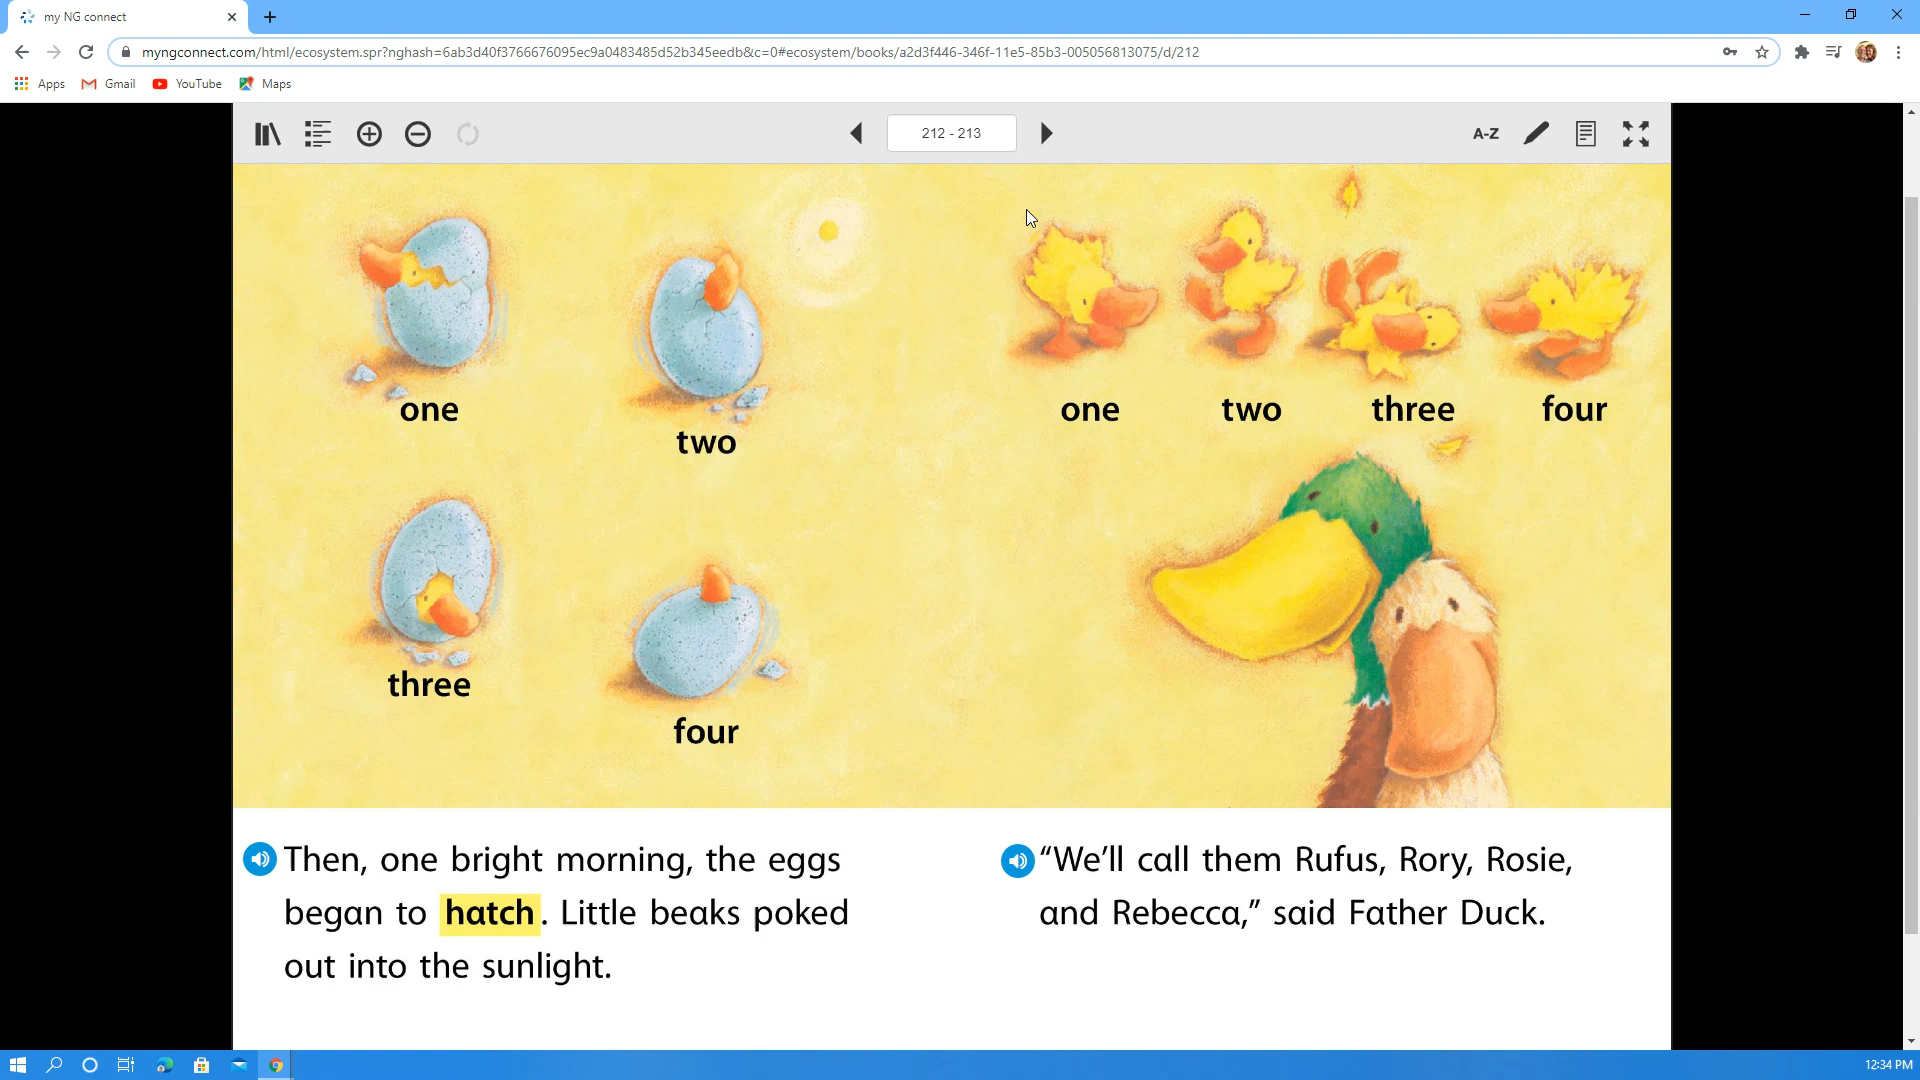 my NG connect
myngconnect.com/html/ecosystem.spr?nghash=6ab3d40f3766676095ec9a0483485d52b345eedb&c=0#ecosystem/books/a2d3f446-346f-11e5-85b3-005056813075/d/212
Apps Gmail YouTube Maps
212 - 213
A-Z
one
two
three
four
one two three four
Then, one bright morning, the eggs
began to hatch. Little beaks poked
out into the sunlight.
“We’ll call them Rufus, Rory, Rosie,
and Rebecca,” said Father Duck.
12:34 PM